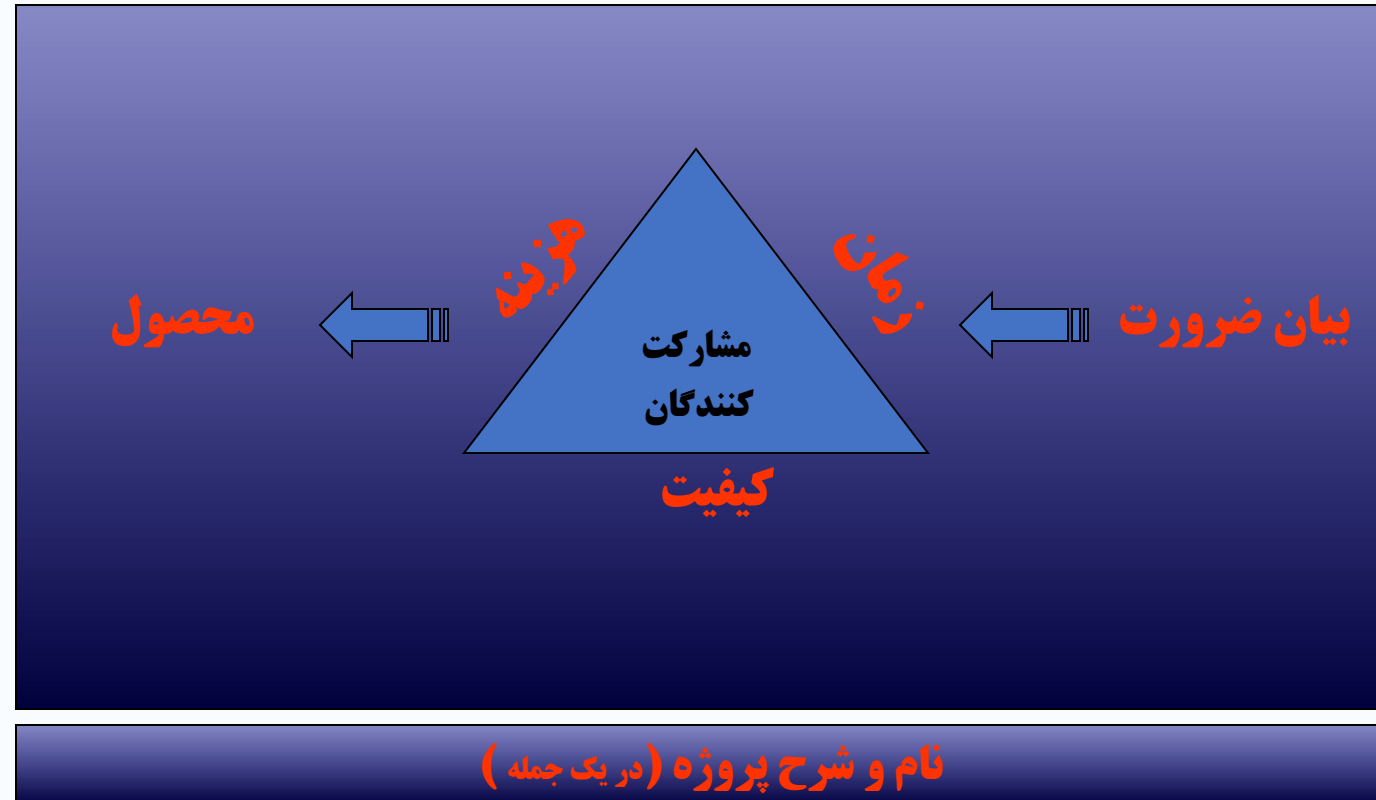 بیان ضرورت
زمان
هزینه
مشارکت
کنندگان
کیفیت
محصول
نام و شرح پروژه (در یک جمله )